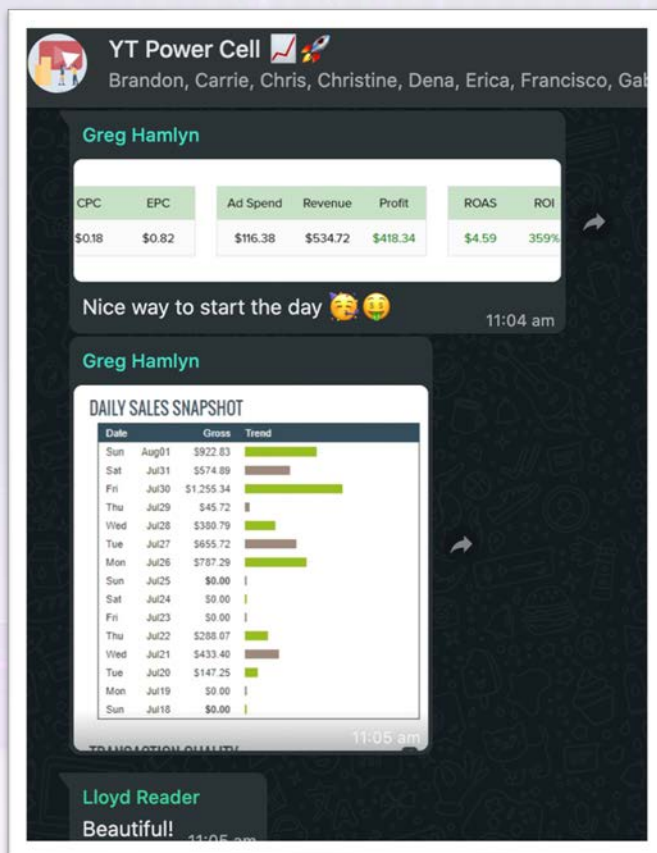 YT Power Cell 📈🚀
Brandon, Carrie, Chris, Christine, Dena, Erica, Francisco, Gab
Greg Hamlyn
CPC EPC Ad Spend Revenue Profit ROAS ROI
$0.18 $0.82 $116.38 $534.72 $418.34 $4.59 359%
Nice way to start the day 🥳🤑
11:04 am
Greg Hamlyn
DAILY SALES SNAPSHOT
Date Gross Trend
Sun Aug01 $922.83
Sat Jul31 $574.89
Fri Jul30 $1,255.34
Thu Jul29 $45.72
Wed Jul28 $380.79
Tue Jul27 $655.72
Mon Jul26 $787.29
Sun Jul25 $0.00
Sat Jul24 $0.00
Fri Jul23 $0.00
Thu Jul22 $288.07
Wed Jul21 $433.40
Tue Jul20 $147.25
Mon Jul19 $0.00
Sun Jul18 $0.00
11:05 am
TRANSACTION QUALITY
Lloyd Reader
Beautiful! 11:05 am